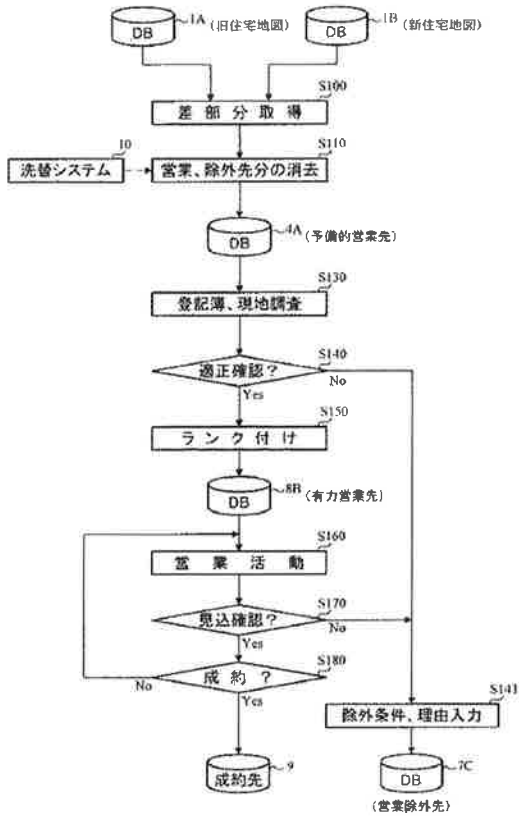 1A (旧住宅地図)
1B (新住宅地図)
DB
DB
S100
差部分取得
10
S110
洗替システム
営業、除外先分の消去
4A (予備的営業先)
DB
S130
登記簿、現地調査
S140
適正確認?
No
Yes
S150
ランク付け
8B (有力営業先)
DB
S160
営業活動
S170
見込確認?
No
Yes
S180
成約?
No
Yes
S141
除外条件、理由入力
9
成約先
7C
DB
(営業除外先)